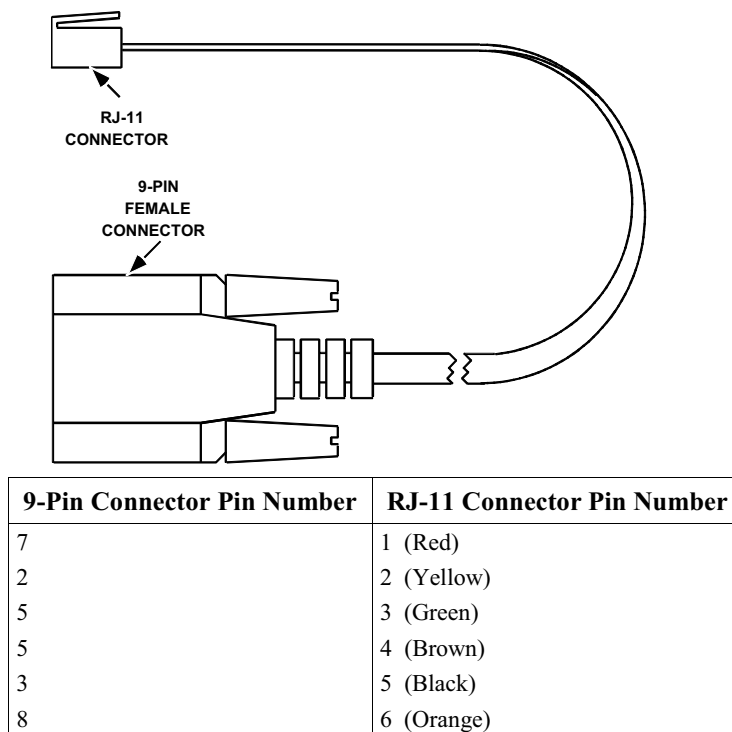 RJ-11
CONNECTOR
9-PIN
FEMALE
CONNECTOR
9-Pin Connector Pin Number RJ-11 Connector Pin Number
7 1 (Red)
2 2 (Yellow)
5 3 (Green)
5 4 (Brown)
3 5 (Black)
8 6 (Orange)